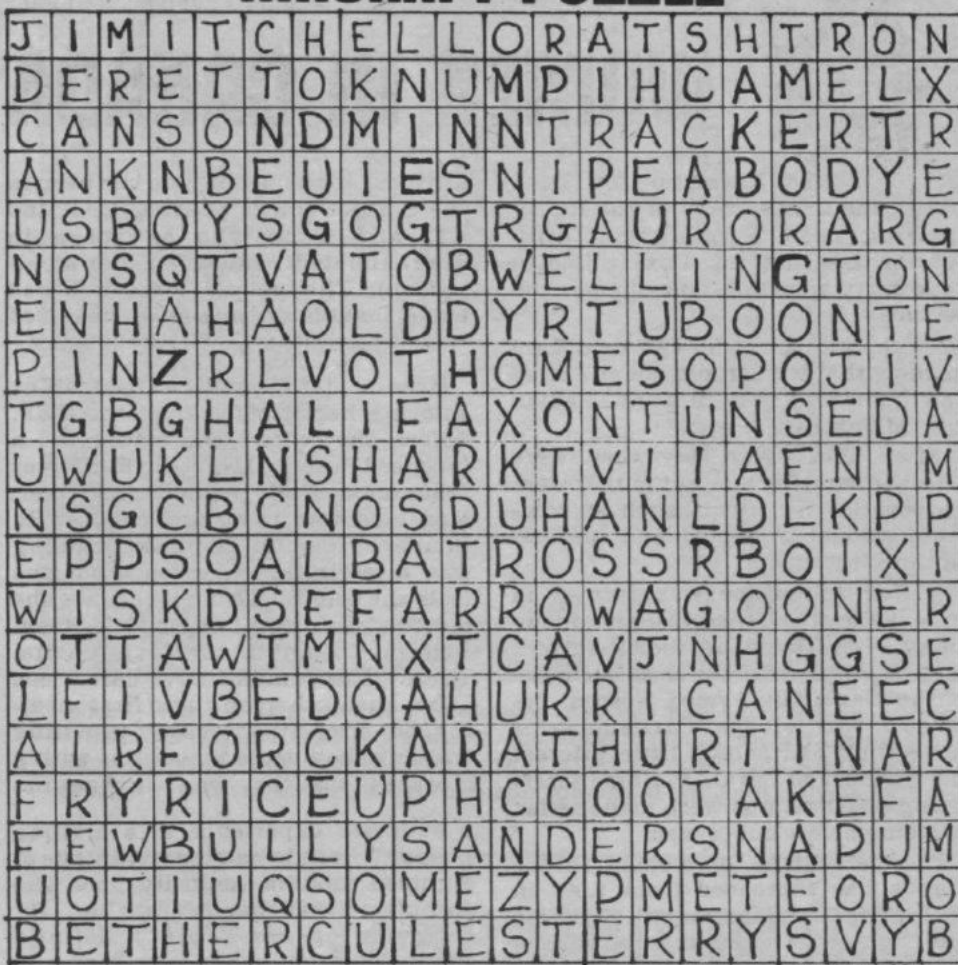 JIMITCHELLORATSHTRON
DERETTOKNUMPIHCAMELX
CANSONDMINNTRACKERTR
ANKNBEUIESNIPEABODYE
USBOYSGOGTRGAURORARG
NOSQTVATOBWELLINGTON
ENHAHAOLDDYRTUBOONTE
PINZRLVOTHOMESOPOJIV
TGBGHALIFAXONTUNSEDA
UWUKLNSHARKTVIIAENIM
NSGCBCNOSDUHANLDLKPP
EPPSOALBATROSSRBOIXI
WISKDSEFARROWAGOONER
OTTAWTMNXTCAVJNHGGSE
LFIVBEDOAHURRICANEEC
AIRFORCKARATHURTINAR
FRYRICEUPHCCOOTAKEFA
FEWBULLYSANDERSNAPUM
UOTIUQSOMEZYPMETEORO
BETHERCULESTERRYSVYB